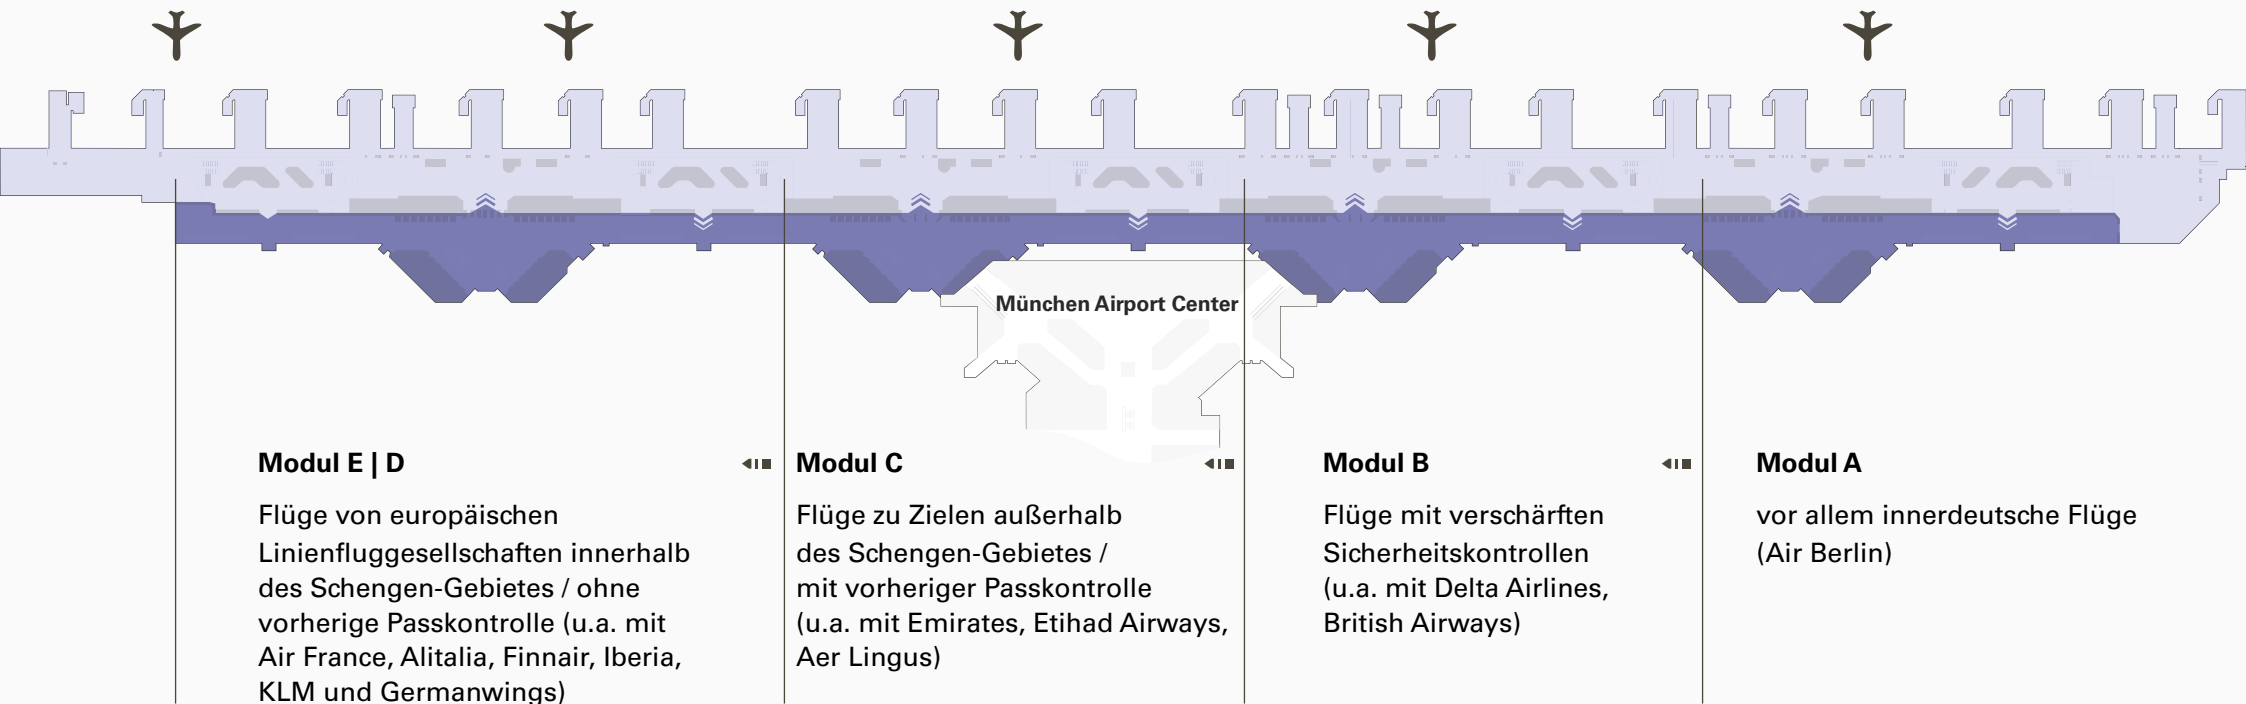 München Airport Center
Modul E | D
Flüge von europäischen
Linienfluggesellschaften innerhalb
des Schengen-Gebietes / ohne
vorherige Passkontrolle (u.a. mit
Air France, Alitalia, Finnair, Iberia,
KLM und Germanwings)
Modul C
Flüge zu Zielen außerhalb
des Schengen-Gebietes /
mit vorheriger Passkontrolle
(u.a. mit Emirates, Etihad Airways,
Aer Lingus)
Modul B
Flüge mit verschärften
Sicherheitskontrollen
(u.a. mit Delta Airlines,
British Airways)
Modul A
vor allem innerdeutsche Flüge
(Air Berlin)